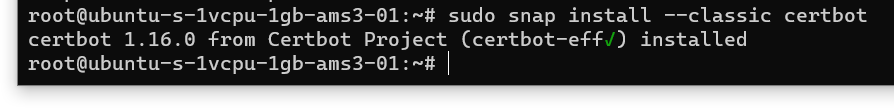 root@ubuntu-s-1vcpu-1gb-ams3-01:~# sudo snap install --classic certbot
certbot 1.16.0 from Certbot Project (certbot-eff✓) installed
root@ubuntu-s-1vcpu-1gb-ams3-01:~#